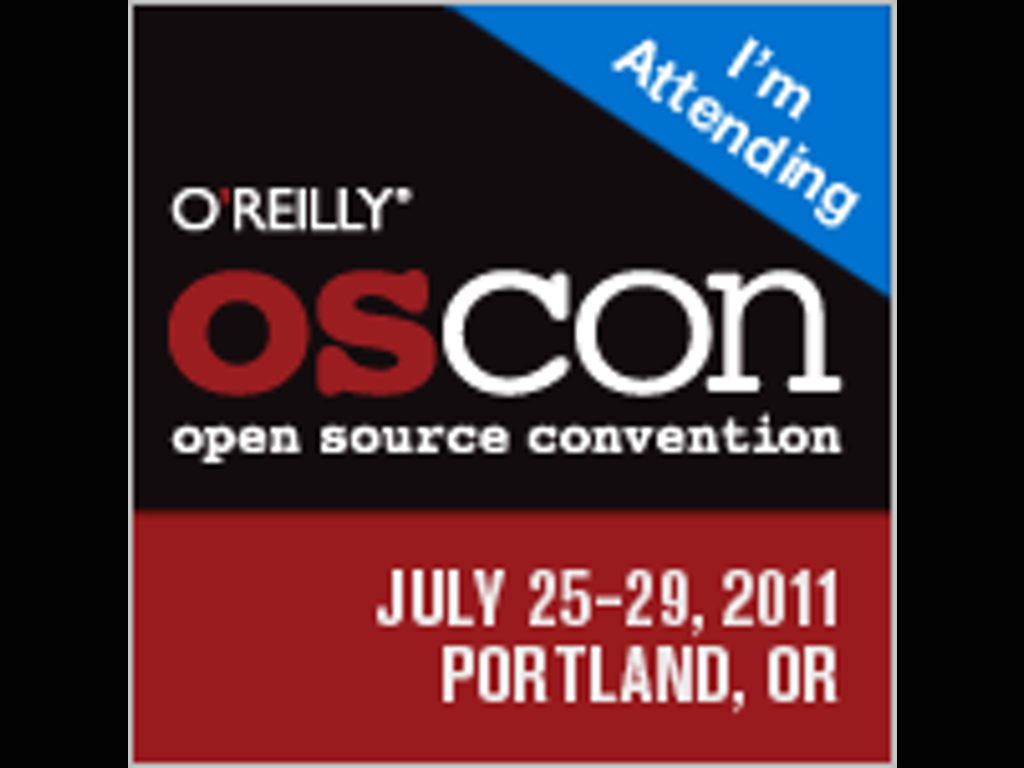 I'm
Attending
O'REILLY®
oscon
open source convention
JULY 25-29, 2011
PORTLAND, OR